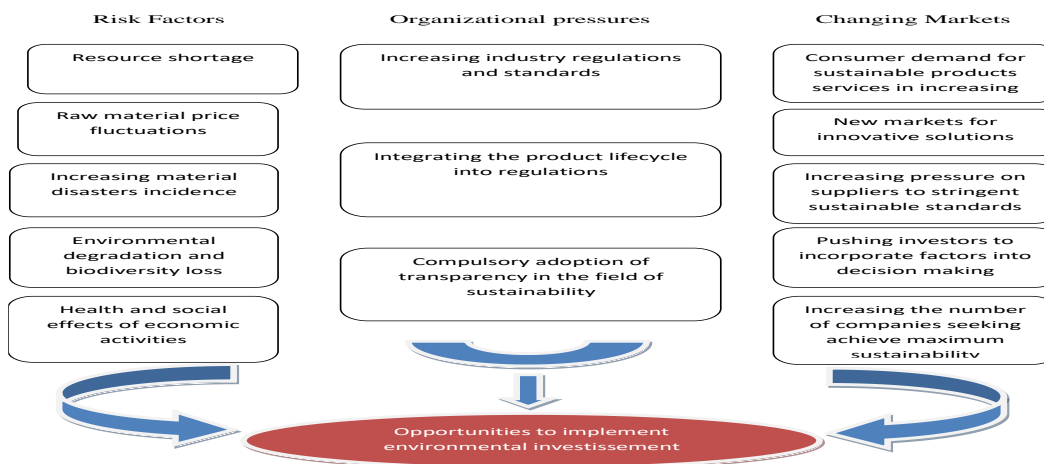 Risk Factors
Resource shortage
Raw material price
fluctuations
Increasing material
disasters incidence
Environmental
degradation and
biodiversity loss
Health and social
effects of economic
activities
Organizational pressures
Increasing industry regulations
and standards
Integrating the product lifecycle
into regulations
Compulsory adoption of
transparency in the field of
sustainability
Changing Markets
Consumer demand for
sustainable products
services in increasing
New markets for
innovative solutions
Increasing pressure on
suppliers to stringent
sustainable standards
Pushing investors to
incorporate factors into
decision making
Increasing the number
of companies seeking
achieve maximum
sustainability
Opportunities to implement
environmental investissement